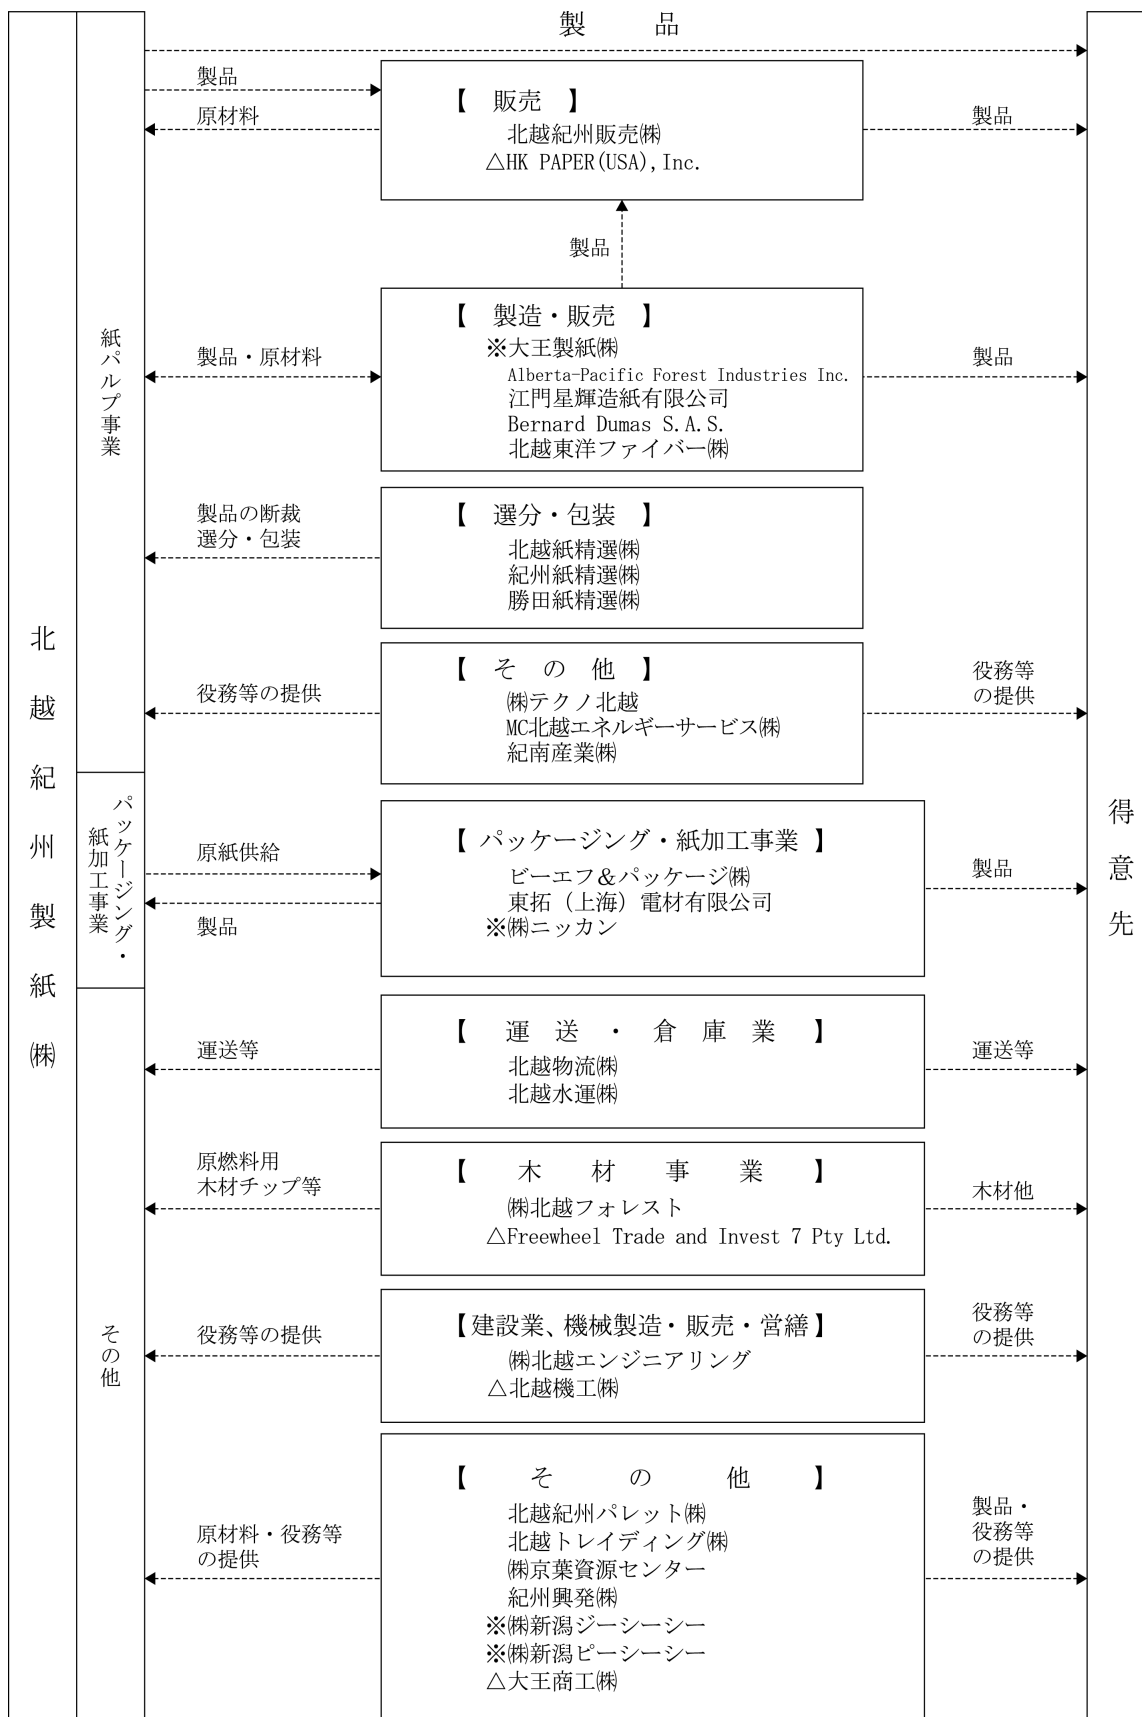 製品
製品
原材料
【 販売 】
北越紀州販売㈱
△HK PAPER(USA),Inc.
製品
製品
紙パルプ事業
製品・原材料
【 製造・販売 】
※大王製紙㈱
Alberta-Pacific Forest Industries Inc.
江門星輝造紙有限公司
Bernard Dumas S.A.S.
北越東洋ファイバー㈱
製品
製品の断裁
選分・包装
【 選分・包装 】
北越紙精選㈱
紀州紙精選㈱
勝田紙精選㈱
役務等の提供
【 その他 】
㈱テクノ北越
MC北越エネルギーサービス㈱
紀南産業㈱
役務等
の提供
北越紀州製紙㈱
パッケージング・
紙加工事業
原紙供給
製品
【 パッケージング・紙加工事業 】
ビーエフ&パッケージ㈱
東拓（上海）電材有限公司
※㈱ニッカン
製品
得意先
運送等
【 運送・倉庫業 】
北越物流㈱
北越水運㈱
運送等
原燃料用
木材チップ等
【 木材事業 】
㈱北越フォレスト
△Freewheel Trade and Invest 7 Pty Ltd.
木材他
その他
役務等の提供
【建設業、機械製造・販売・営繕】
㈱北越エンジニアリング
△北越機工㈱
役務等
の提供
原材料・役務等
の提供
【 その他 】
北越紀州パレット㈱
北越トレイディング㈱
㈱京葉資源センター
紀州興発㈱
※㈱新潟ジーシーシー
※㈱新潟ピーシーシー
△大王商工㈱
製品・
役務等
の提供